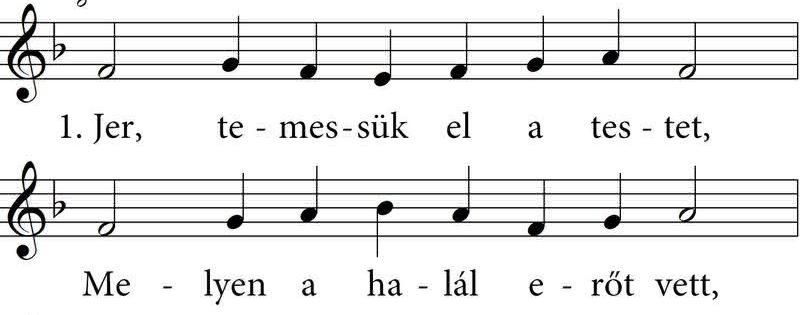 1. Jer, te - mes - sük el a tes - tet,
Me - lyen a ha - lál e - rőt vett,